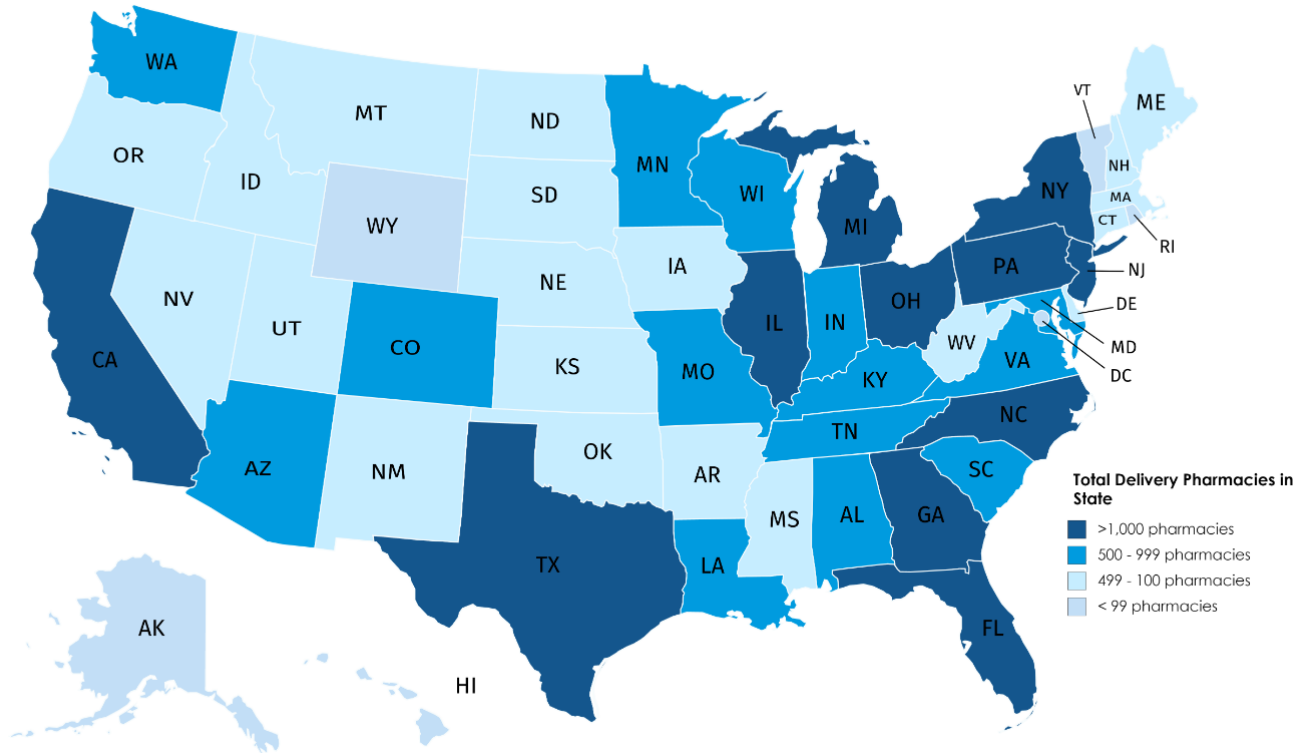 WA
MT
ND
MN
VT
ME
OR
ID
SD
WI
NH
NY
MA
WY
MI
CT
RI
IA
PA
NJ
NE
NV
OH
DE
UT
IL
IN
CO
WV
MD
CA
KS
MO
VA
DC
KY
NC
TN
OK
AZ
NM
AR
SC
MS
AL
GA
TX
LA
FL
AK
HI
Total Delivery Pharmacies in
State
>1,000 pharmacies
500 - 999 pharmacies
499 - 100 pharmacies
< 99 pharmacies